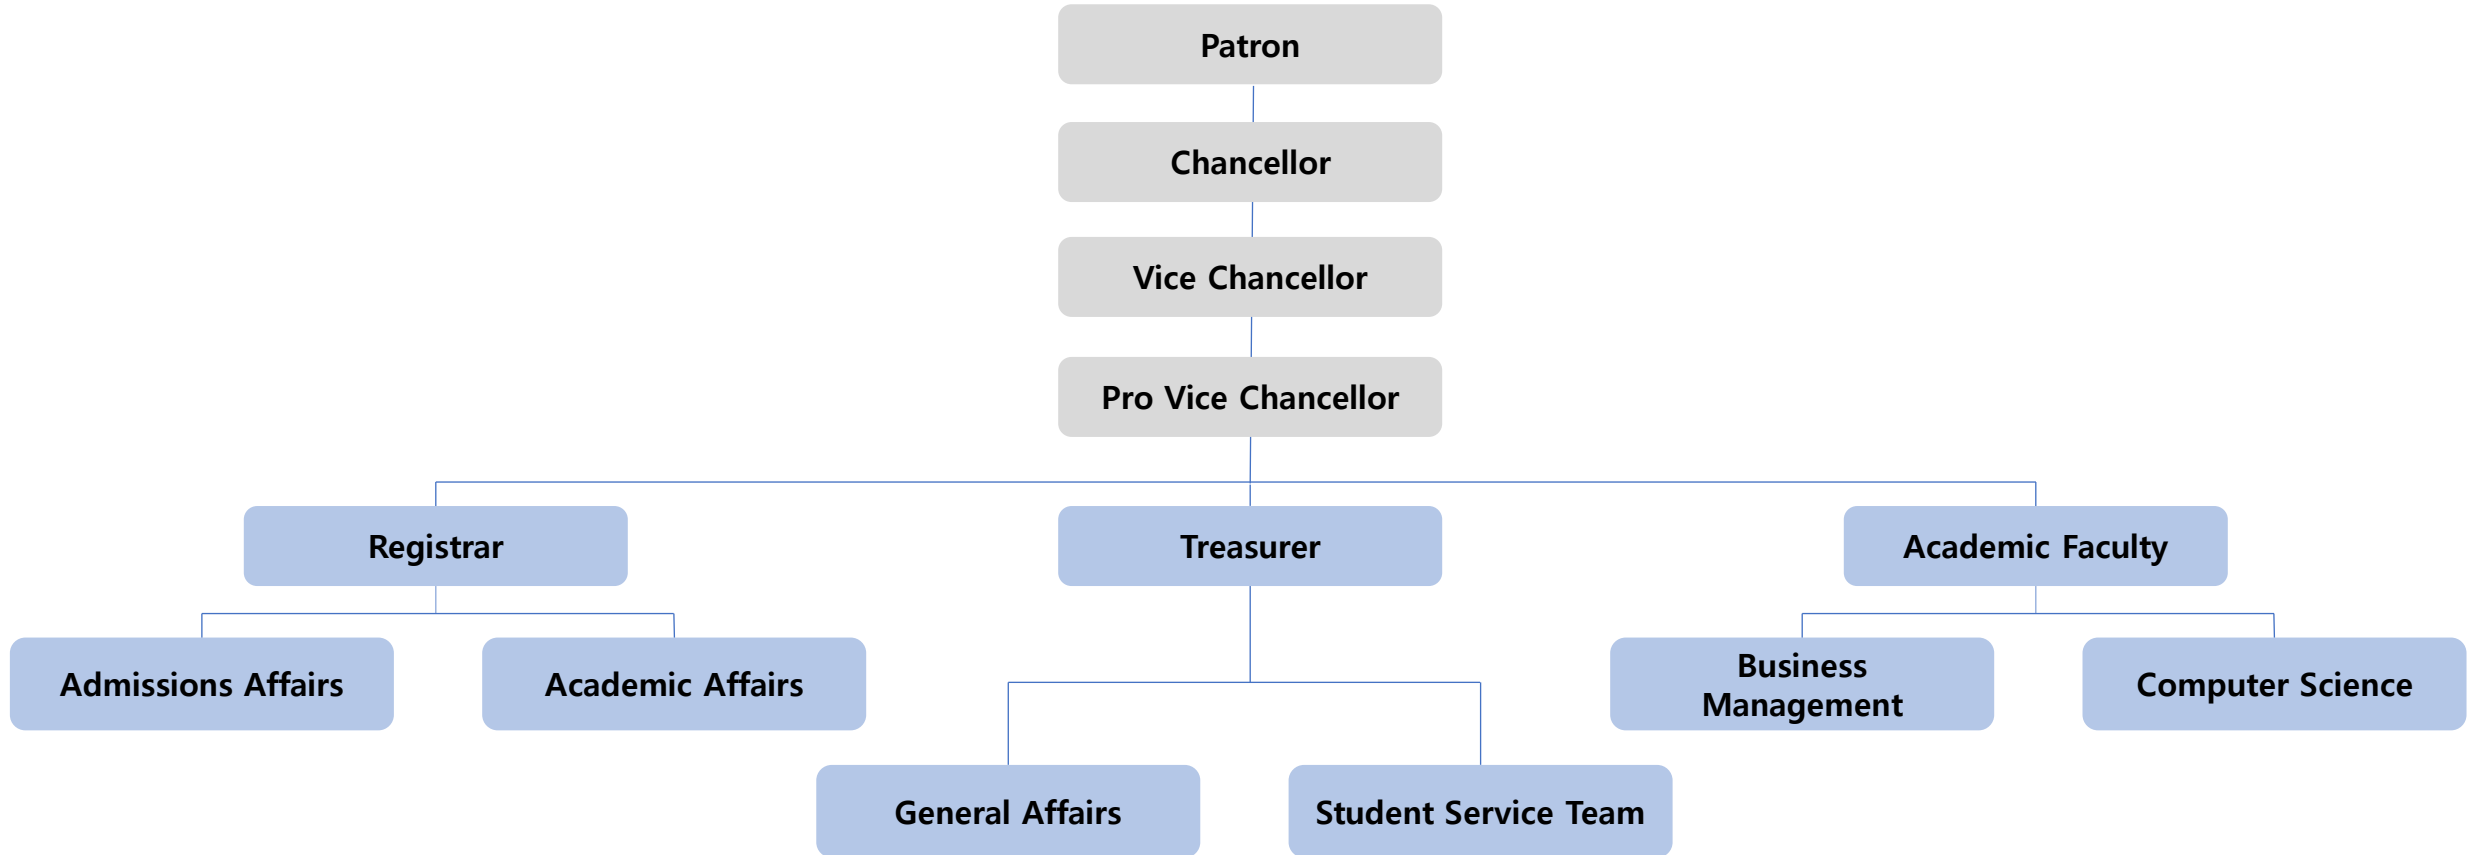 Patron
Chancellor
Vice Chancellor
Pro Vice Chancellor
Registrar
Treasurer
Academic Faculty
Admissions Affairs
Academic Affairs
Business
Management
Computer Science
General Affairs
Student Service Team